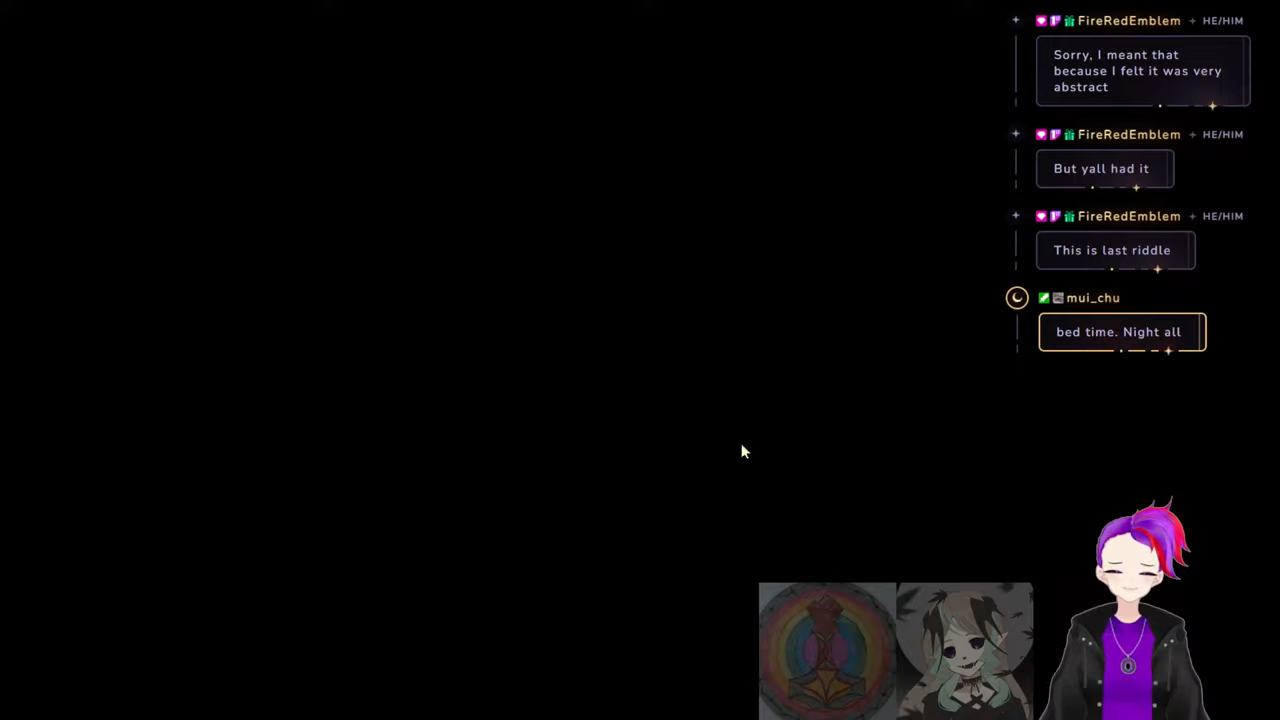 FireRedEmblem HE/HIM
Sorry, I meant that
because I felt it was very
abstract
FireRedEmblem HE/HIM
But yall had it
FireRedEmblem HE/HIM
This is last riddle
mui_chu
bed time. Night all